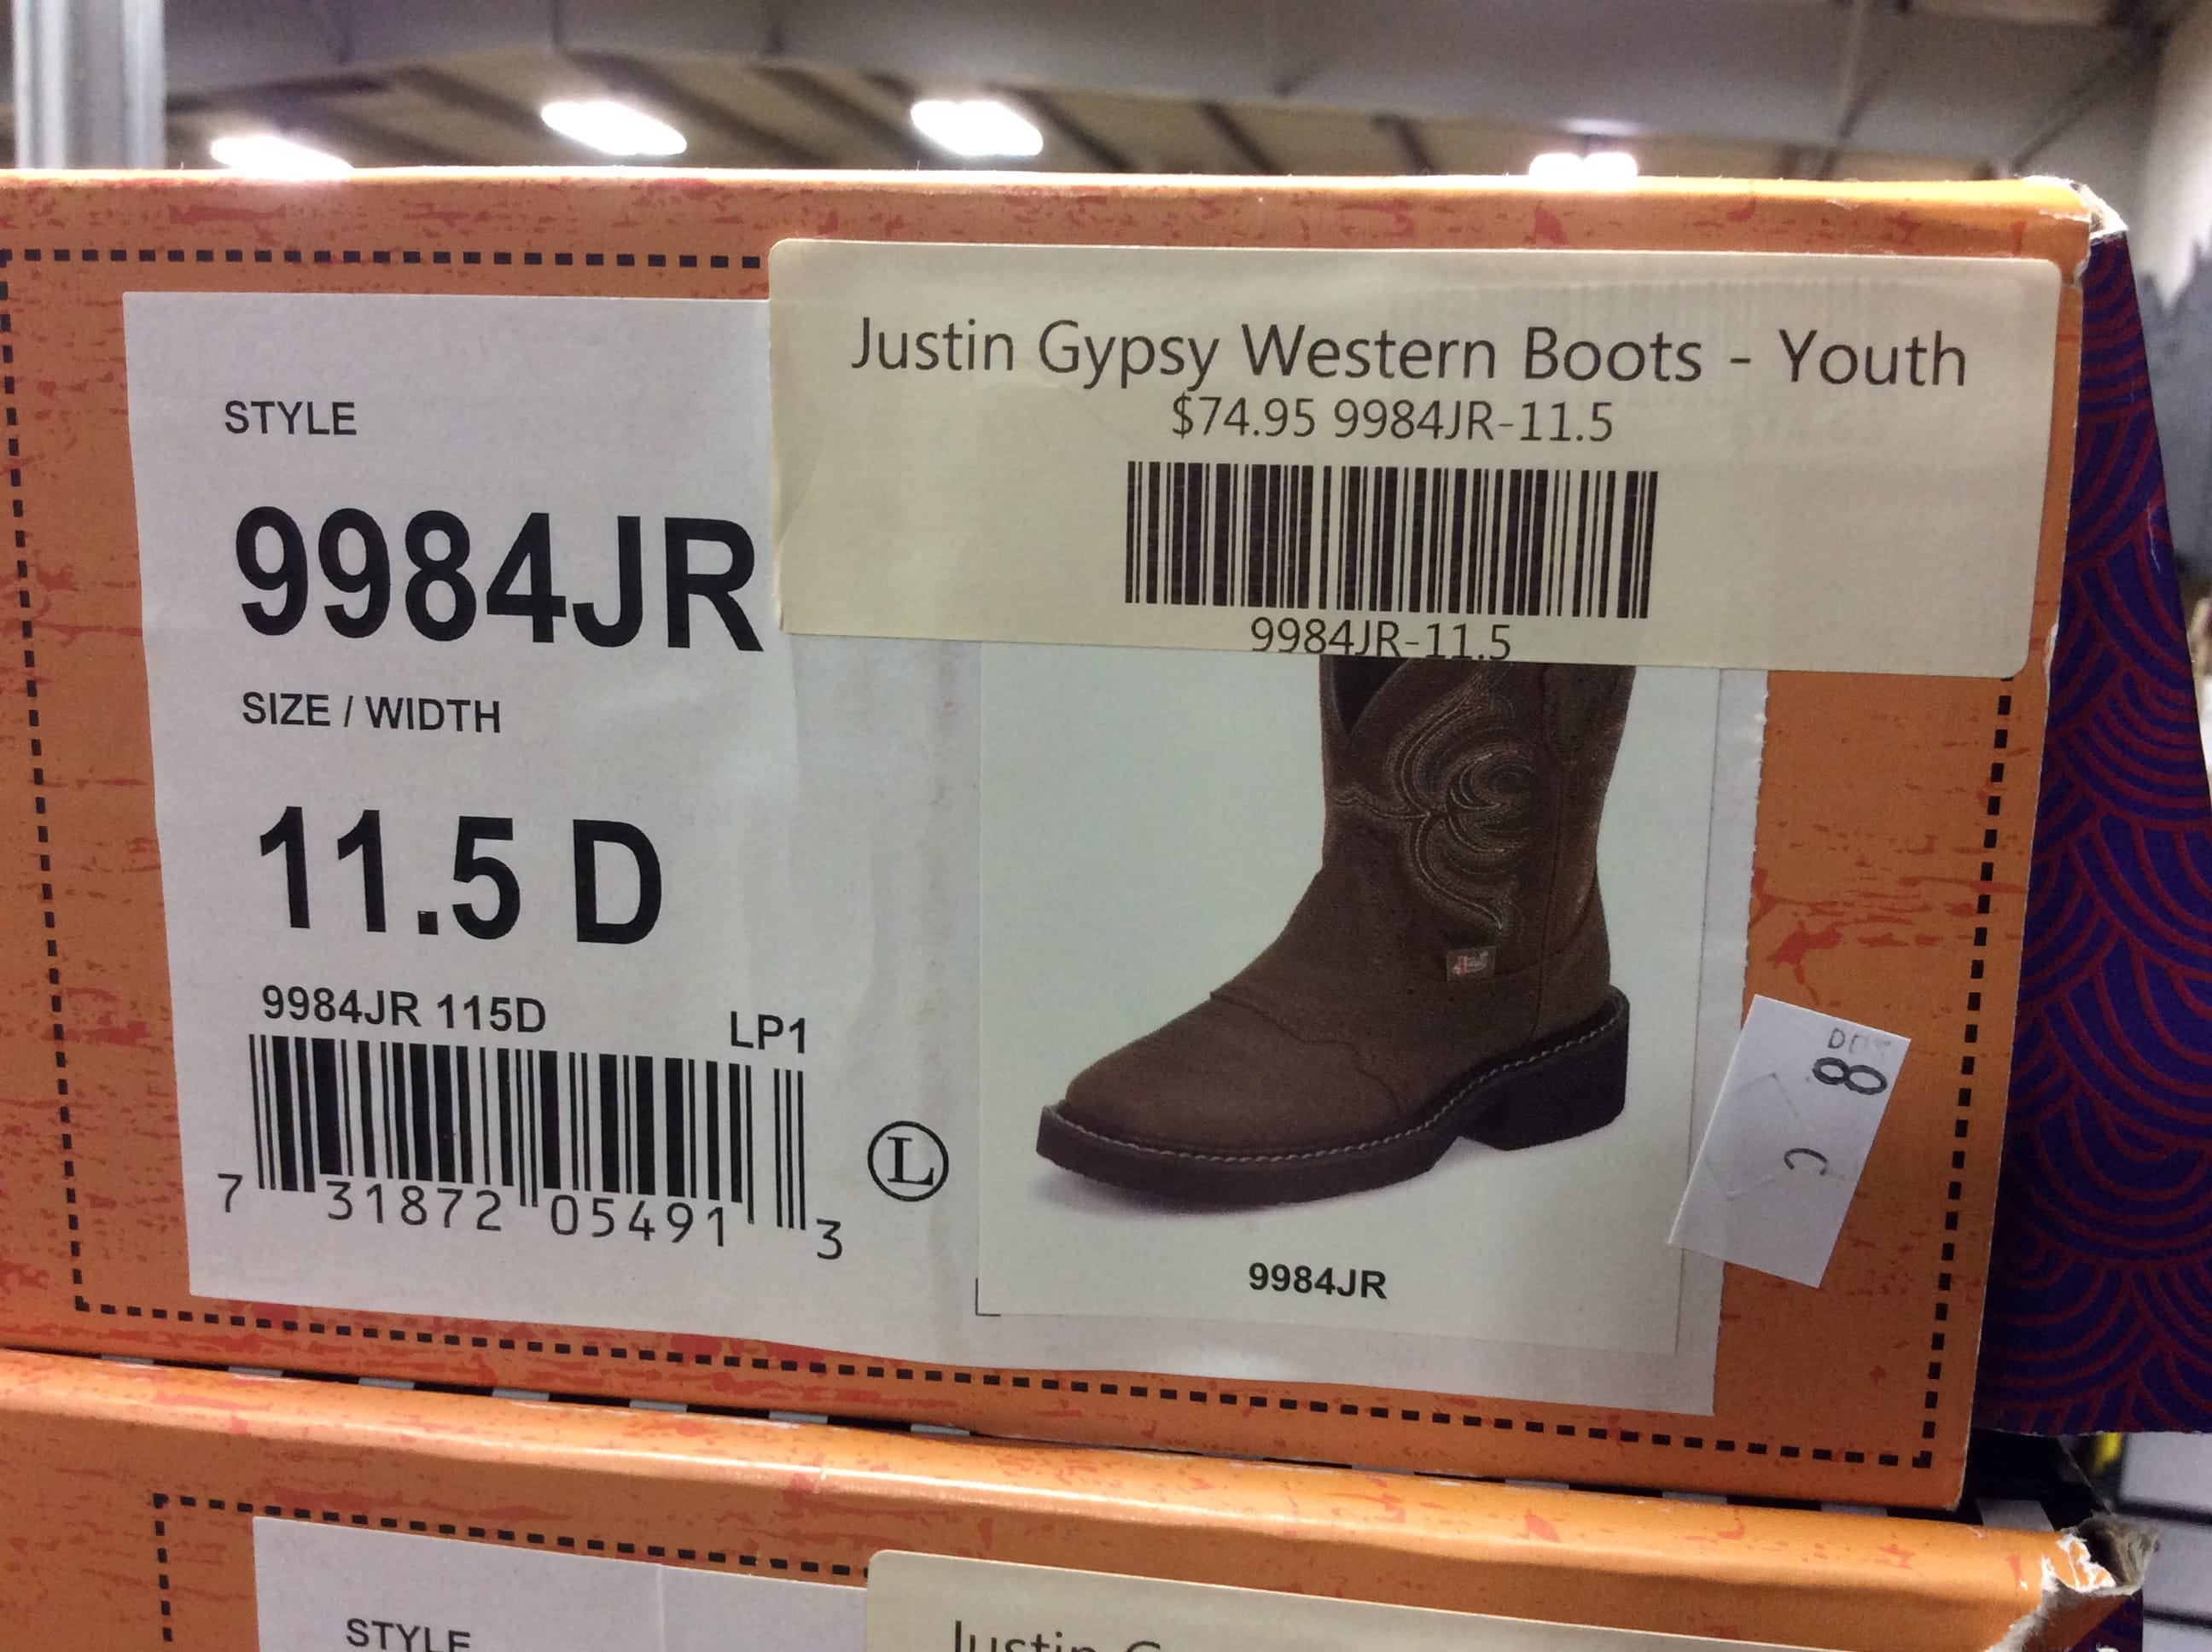 Justin Gypsy Western Boots - Youth
$74.95 9984JR-11.5
9984JR-11.5
STYLE
9984JR
SIZE / WIDTH
11.5 D
9984JR 115D
LP1
7 31872 05491 3
L
9984JR
8
C
STYLE
Justin G